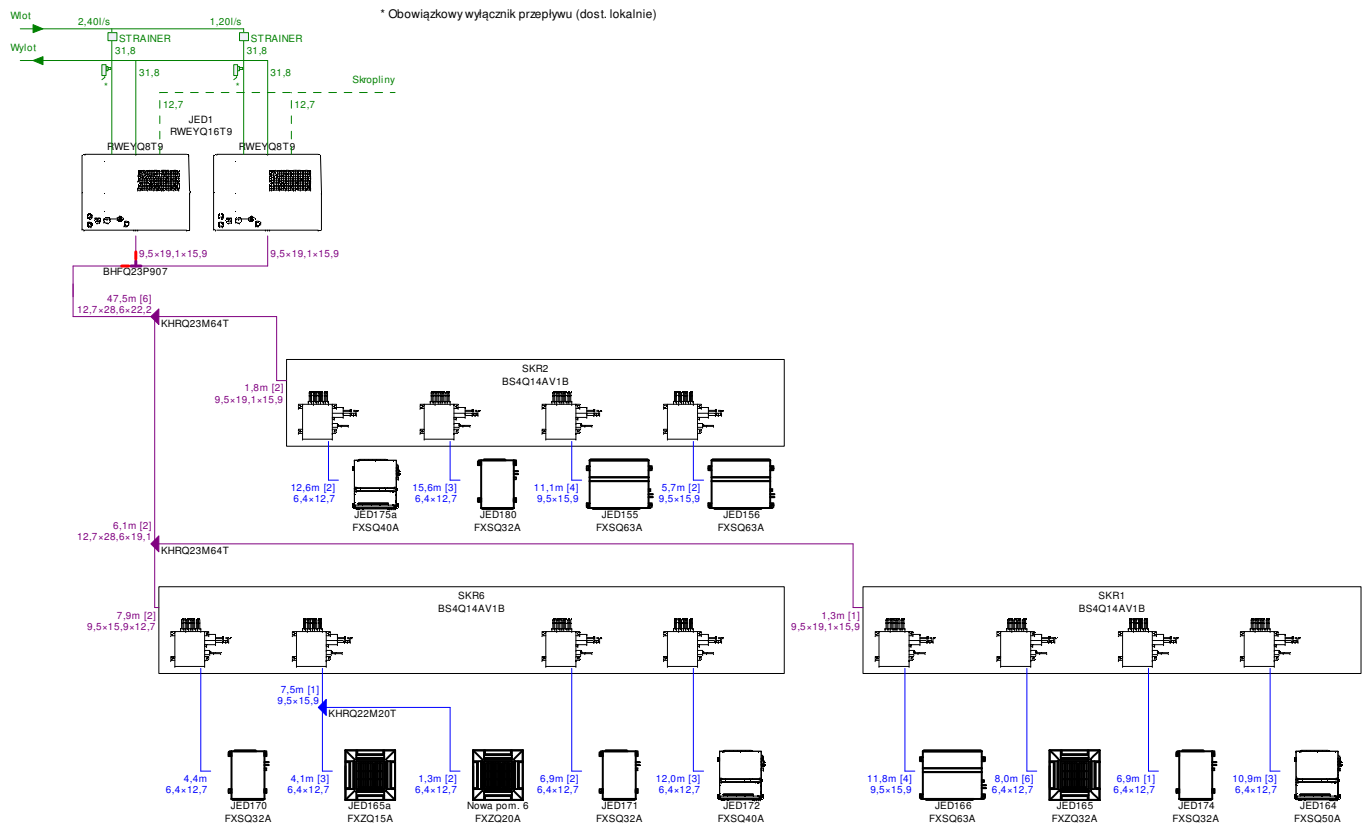 * Obowiązkowy wyłącznik przepływu (dost. lokalnie)
Wlot
2,40l/s
1,20l/s
STRAINER
STRAINER
Wylot
31,8
31,8
31,8
31,8
*
*
Skropliny
12,7
12,7
JED1
RWEYQ16T9
RWEYQ8T9
RWEYQ8T9
9,5×19,1×15,9
9,5×19,1×15,9
BHFQ23P907
47,5m [6]
12,7×28,6×22,2
KHRQ23M64T
SKR2
BS4Q14AV1B
1,8m [2]
9,5×19,1×15,9
12,6m [2]
6,4×12,7
JED175a
FXSQ40A
15,6m [3]
6,4×12,7
JED180
FXSQ32A
11,1m [4]
9,5×15,9
JED155
FXSQ63A
5,7m [2]
9,5×15,9
JED156
FXSQ63A
6,1m [2]
12,7×28,6×19,1
KHRQ23M64T
SKR6
BS4Q14AV1B
7,9m [2]
9,5×15,9×12,7
SKR1
BS4Q14AV1B
1,3m [1]
9,5×19,1×15,9
7,5m [1]
9,5×15,9
KHRQ22M20T
4,4m
6,4×12,7
JED170
FXSQ32A
4,1m [3]
6,4×12,7
JED165a
FXZQ15A
1,3m [2]
6,4×12,7
Nowa pom. 6
FXZQ20A
6,9m [2]
6,4×12,7
JED171
FXSQ32A
12,0m [3]
6,4×12,7
JED172
FXSQ40A
11,8m [4]
9,5×15,9
JED166
FXSQ63A
8,0m [6]
6,4×12,7
JED165
FXZQ32A
6,9m [1]
6,4×12,7
JED174
FXSQ32A
10,9m [3]
6,4×12,7
JED164
FXSQ50A